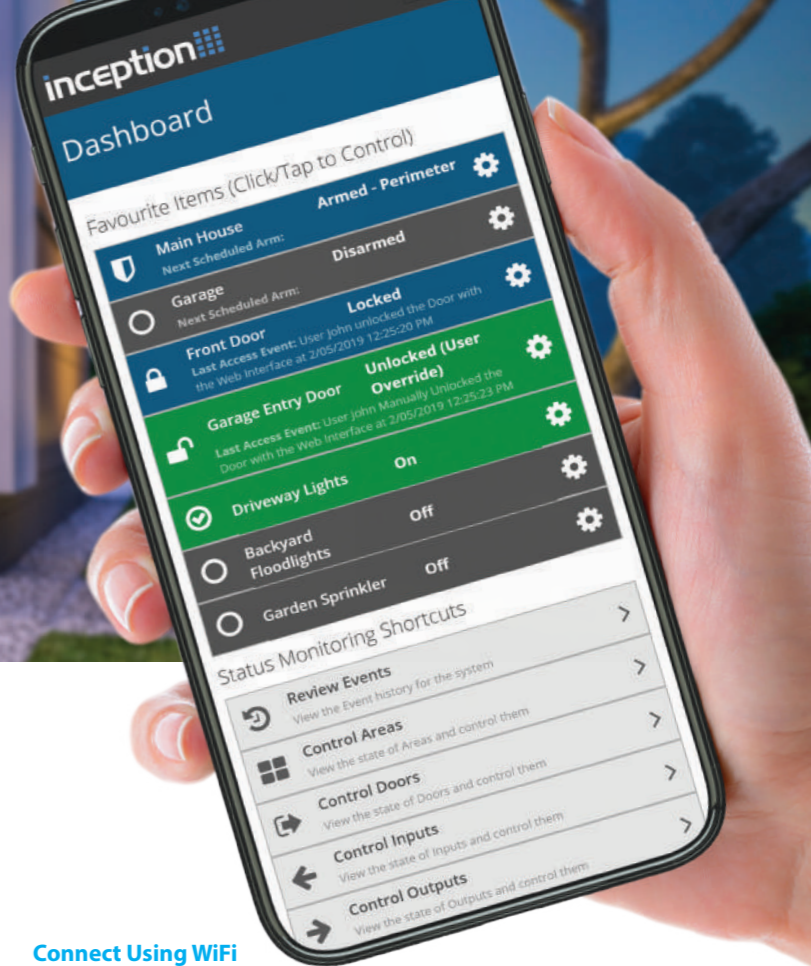 inception
Dashboard
Favourite Items (Click/Tap to Control)
Main House Armed - Perimeter
Next Scheduled Arm:
Garage Disarmed
Next Scheduled Arm:
Front Door Locked
Last Access Event: User John unlocked the Door with
the Web Interface at 2/05/2019 12:25:20 PM
Garage Entry Door Unlocked (User
Override)
Last Access Event: User John Manually Unlocked the
Door with the Web Interface at 2/05/2019 12:25:23 PM
Driveway Lights On
Backyard
Floodlights Off
Garden Sprinkler Off
Status Monitoring Shortcuts
Review Events
View the Event history for the system
Control Areas
View the state of Areas and control them
Control Doors
View the state of Doors and control them
Control Inputs
View the state of Inputs and control them
Control Outputs
View the state of Outputs and control them
Connect Using WiFi